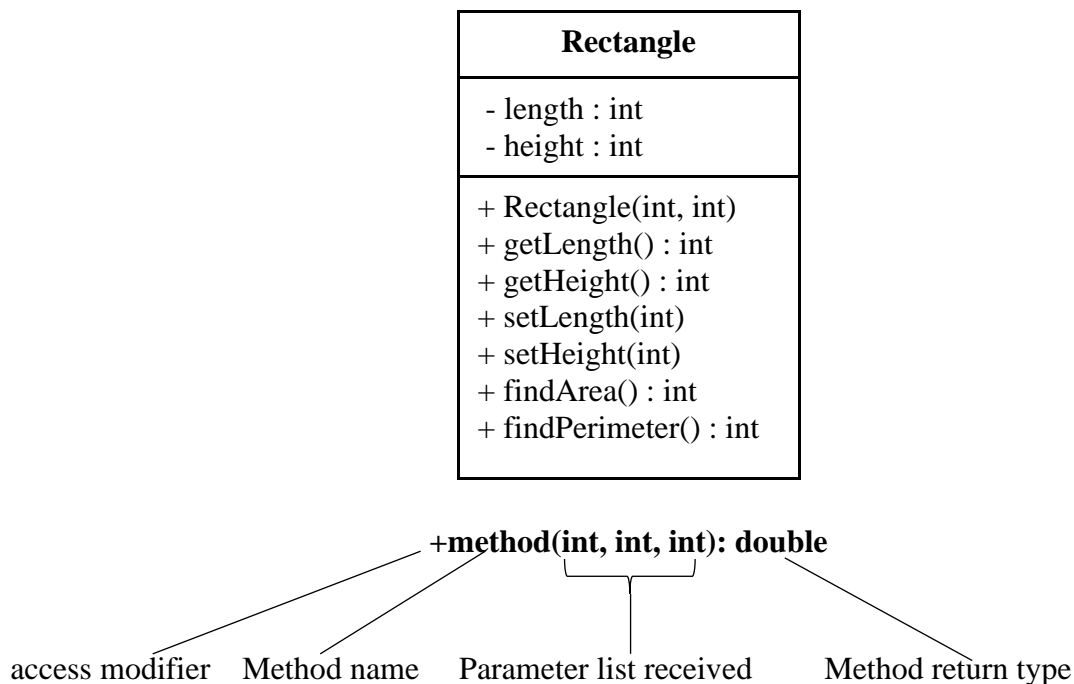 Rectangle
- length : int
- height : int
+ Rectangle(int, int)
+ getLength() : int
+ getHeight() : int
+ setLength(int)
+ setHeight(int)
+ findArea() : int
+ findPerimeter() : int
+method(int, int, int): double
access modifier Method name Parameter list received Method return type